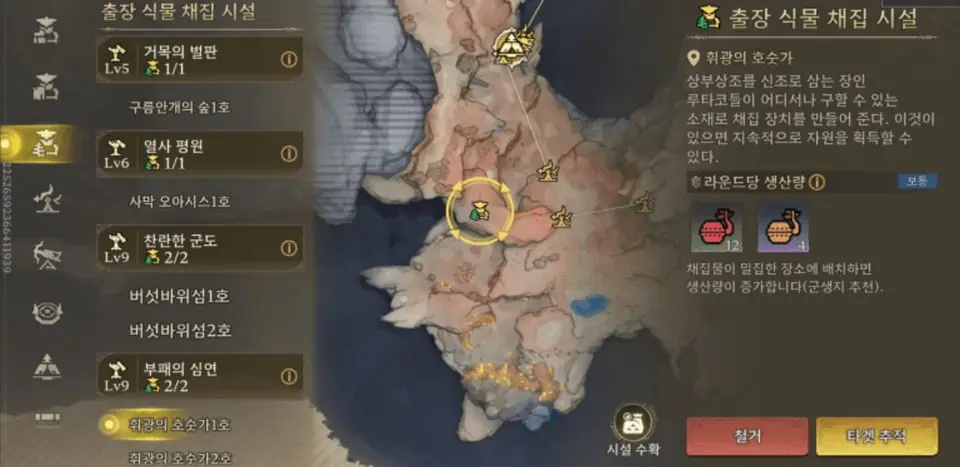 출장 식물 채집 시설
거목의 벌판
Lv5
1/1
구름안개의 숲1호
열사 평원
Lv6
1/1
사막 오아시스1호
찬란한 군도
Lv9
2/2
버섯바위섬1호
버섯바위섬2호
부패의 심연
Lv9
2/2
휘광의 호숫가1호
휘광의 호숫가2호
시설 수확
출장 식물 채집 시설
휘광의 호숫가
상부상조를 신조로 삼는 장인
루타코들이 어디서나 구할 수 있는
소재로 채집 장치를 만들어 준다. 이것이
있으면 지속적으로 자원을 획득할 수
있다.
라운드당 생산량
보통
12
4
채집물이 밀집한 장소에 배치하면
생산량이 증가합니다(군생지 추천).
철거
타겟 추적